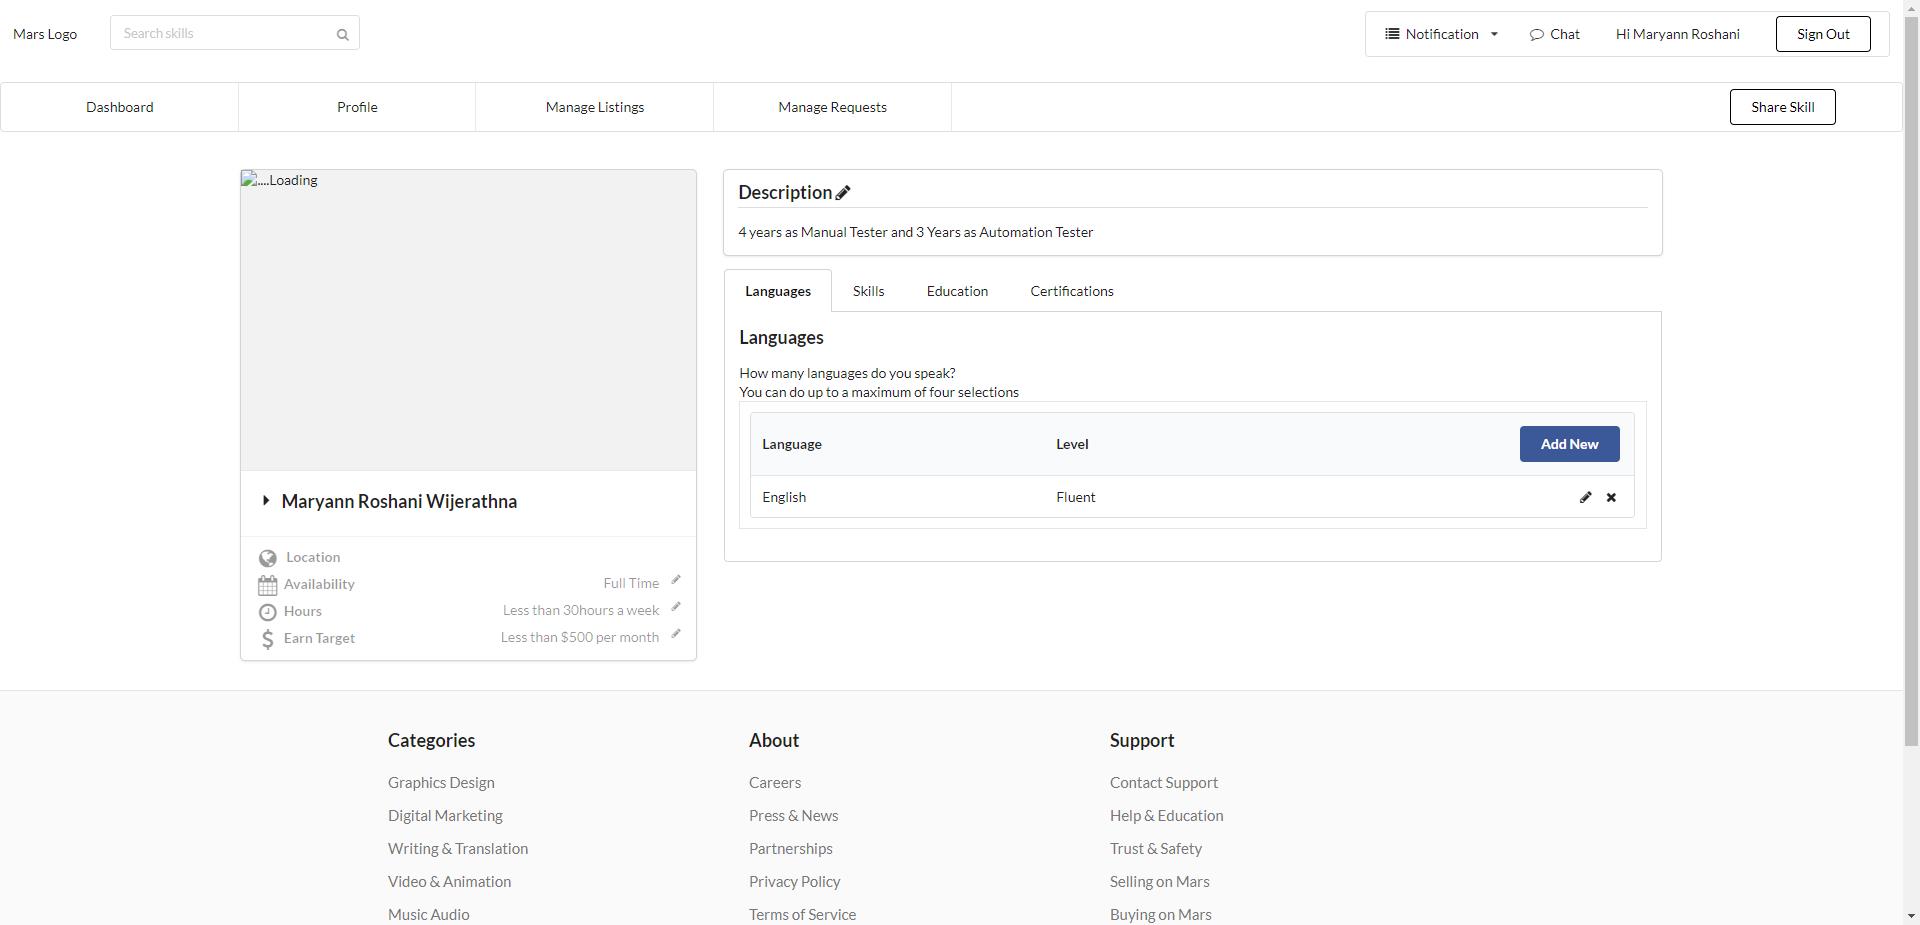 Mars Logo
Search skills
Notification
Chat
Hi Maryann Roshani
Sign Out
Dashboard
Profile
Manage Listings
Manage Requests
Share Skill
....Loading
Maryann Roshani Wijerathna
Location
Availability
Full Time
Hours
Less than 30hours a week
Earn Target
Less than $500 per month
Description
4 years as Manual Tester and 3 Years as Automation Tester
Languages
Skills
Education
Certifications
Languages
How many languages do you speak?
You can do up to a maximum of four selections
Language
Level
Add New
English
Fluent
Categories
Graphics Design
Digital Marketing
Writing & Translation
Video & Animation
Music Audio
About
Careers
Press & News
Partnerships
Privacy Policy
Terms of Service
Support
Contact Support
Help & Education
Trust & Safety
Selling on Mars
Buying on Mars